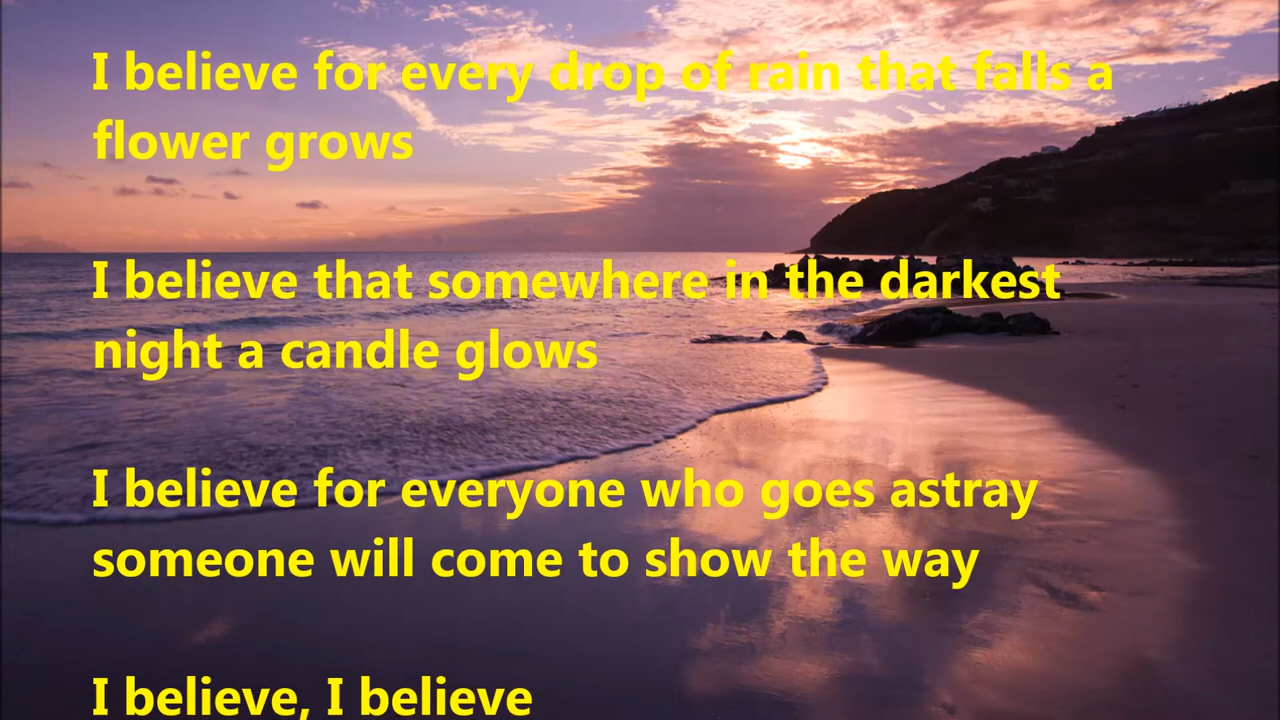 I believe for every drop of rain that falls a
flower grows
I believe that somewhere in the darkest
night a candle glows
I believe for everyone who goes astray
someone will come to show the way
I believe, I believe